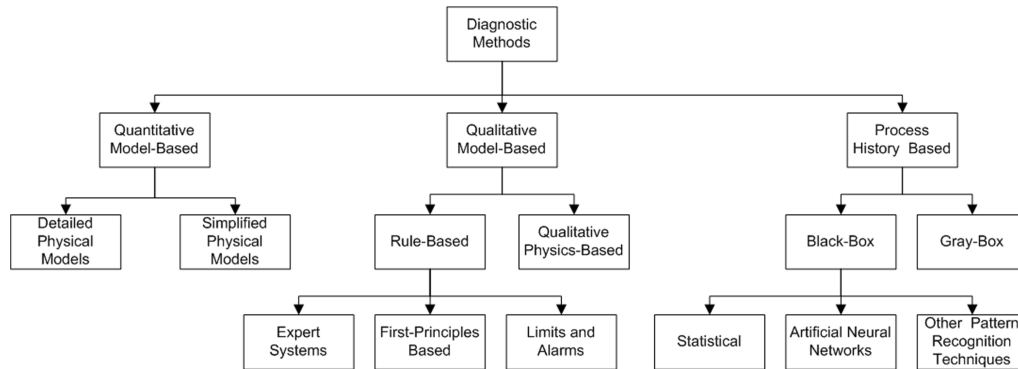 Diagnostic
Methods
Quantitative
Model-Based
Qualitative
Model-Based
Process
History Based
Detailed
Physical
Models
Simplified
Physical
Models
Rule-Based
Qualitative
Physics-Based
Black-Box
Gray-Box
Expert
Systems
First-Principles
Based
Limits and
Alarms
Statistical
Artificial Neural
Networks
Other Pattern
Recognition
Techniques